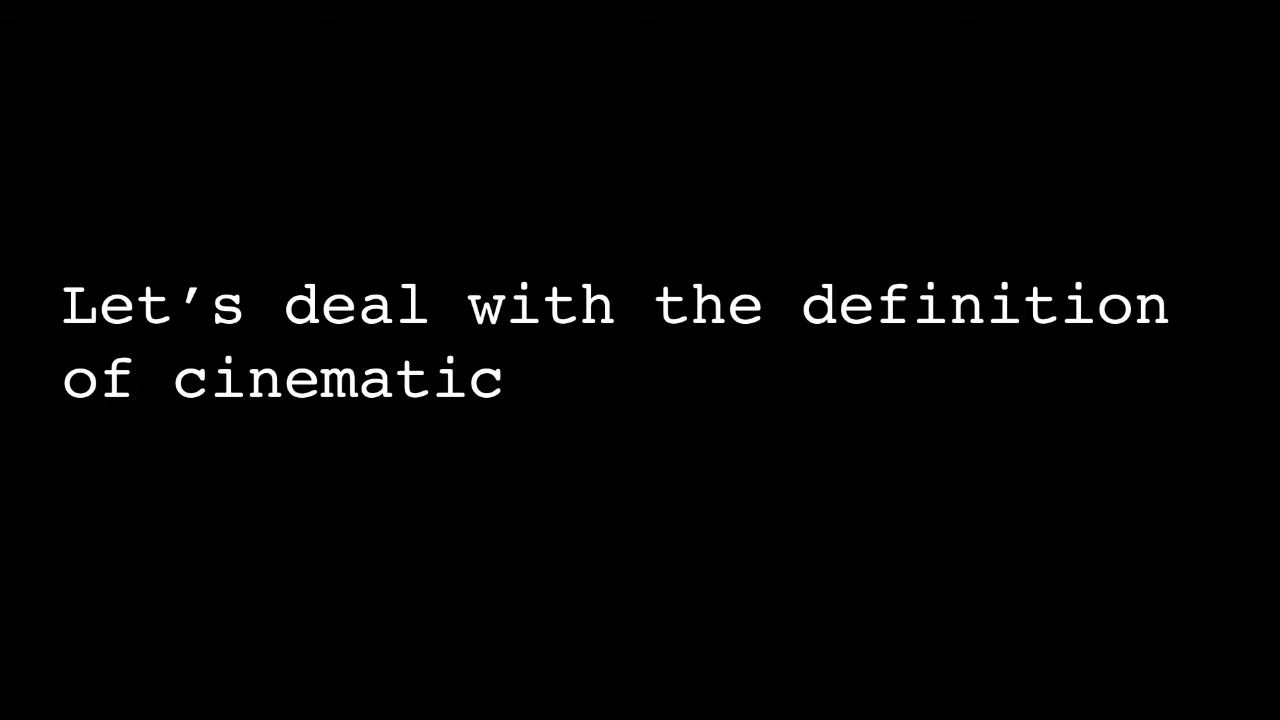 Let’s deal with the definition
of cinematic